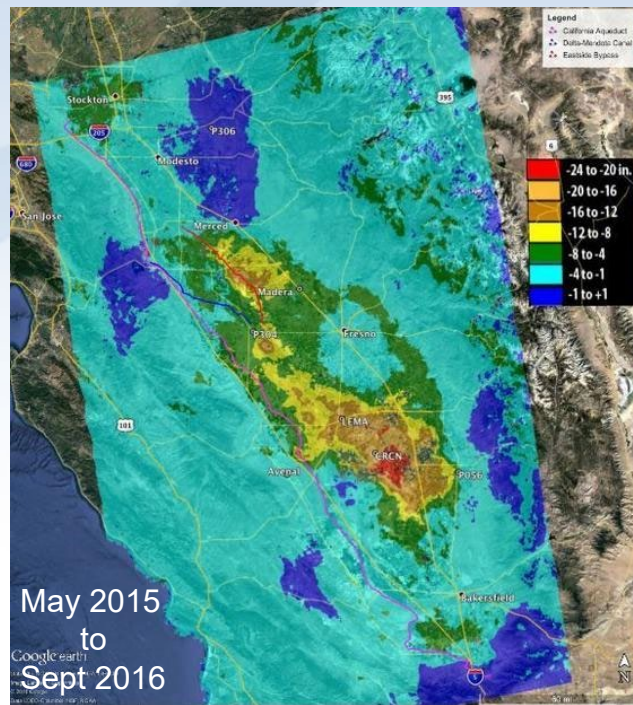 Legend
California Aqueduct
Delta-Mendota Canal
Eastside Bypass
395
Stockton
205
P306
6
Modesto
680
-24 to -20 in.
-20 to -16
-16 to -12
-12 to -8
-8 to -4
-4 to -1
-1 to +1
San Jose
Merced
Madera
P304
Fresno
101
LEMA
CRCN
Avenal
P056
May 2015
to
Sept 2016
Bakersfield
Google earth
5
N